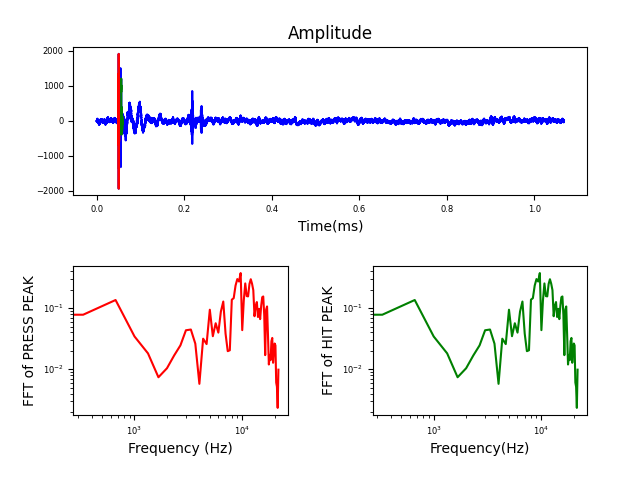 Amplitude
2000
1000
0
−1000
−2000
0.0 0.2 0.4 0.6 0.8 1.0
Time(ms)
FFT of PRESS PEAK
10⁻¹
10⁻²
10³ 10⁴
Frequency (Hz)
FFT of HIT PEAK
10⁻¹
10⁻²
10³ 10⁴
Frequency(Hz)